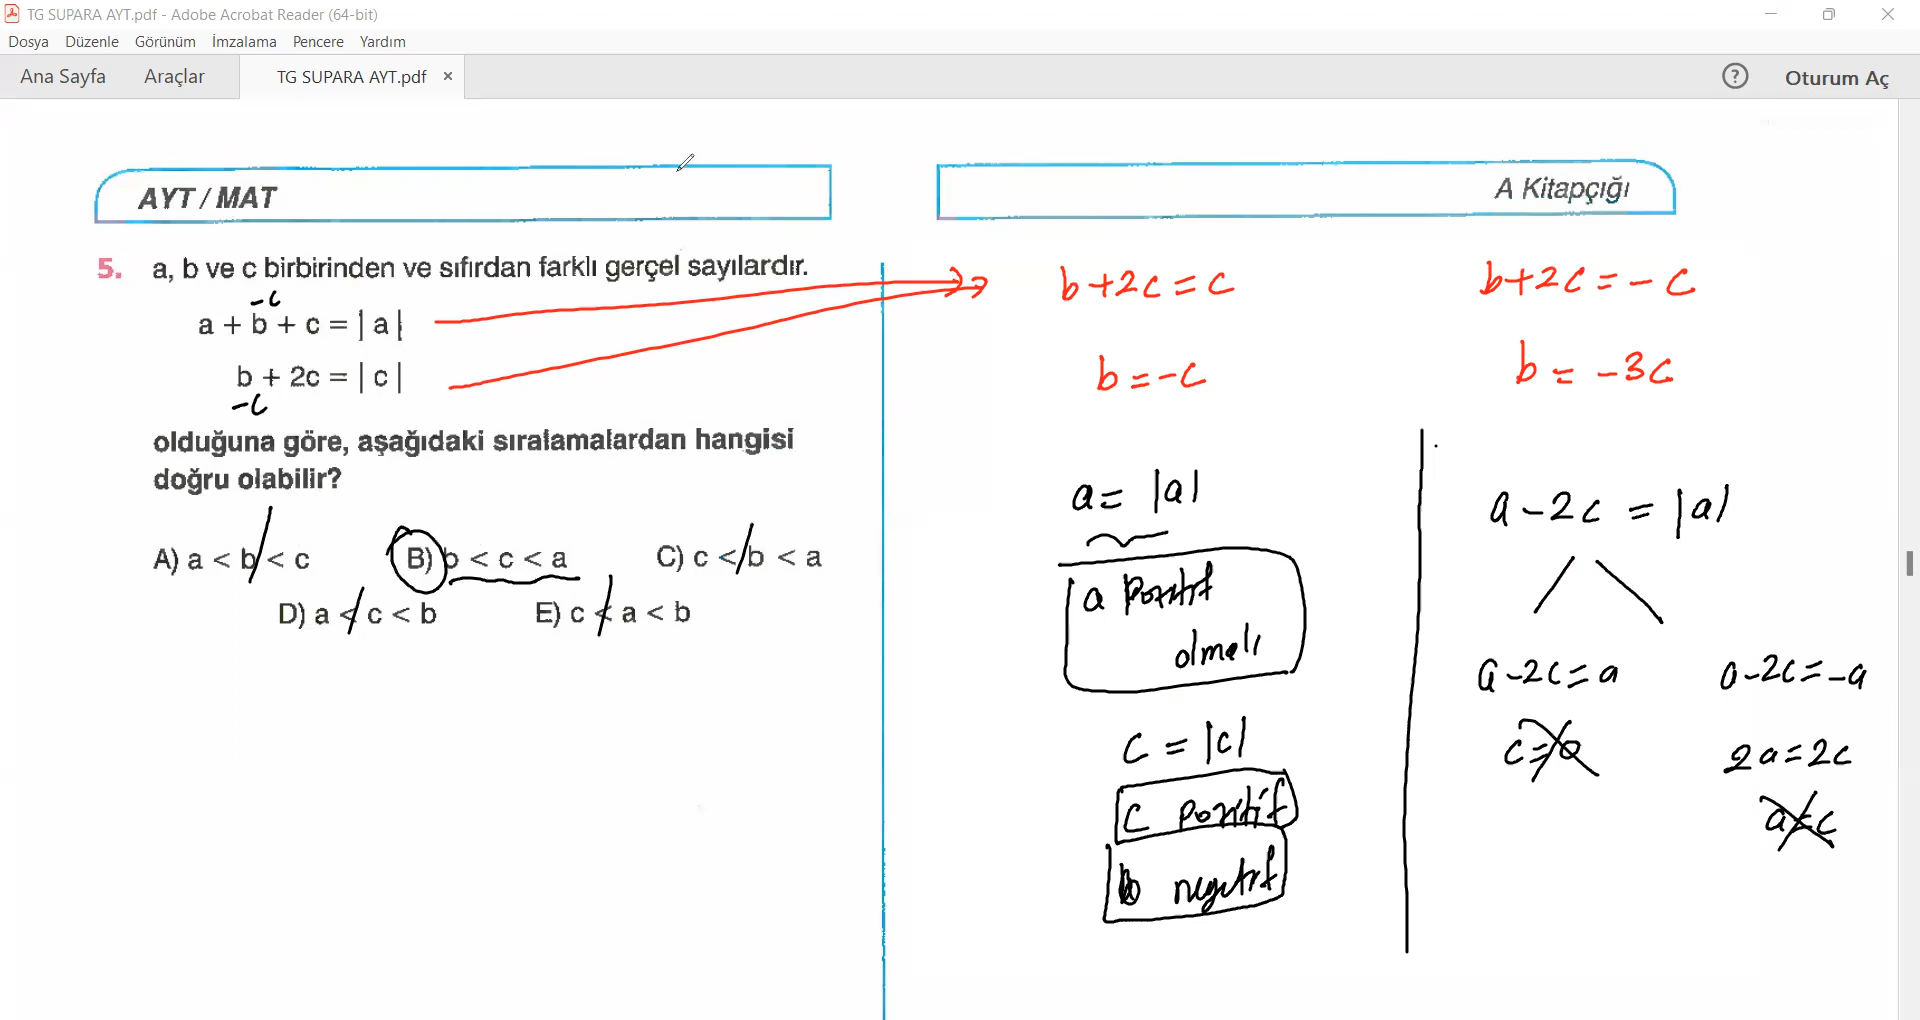 TG SUPARA AYT.pdf - Adobe Acrobat Reader (64-bit)
Dosya Düzenle Görünüm İmzalama Pencere Yardım
Ana Sayfa Araçlar TG SUPARA AYT.pdf × ? Oturum Aç
AYT / MAT
A Kitapçığı
5. a, b ve c birbirinden ve sıfırdan farklı gerçel sayılardır.
-c
a + b + c = | a |
b + 2c = | c |
-c
olduğuna göre, aşağıdaki sıralamalardan hangisi
doğru olabilir?
A) a < b < c B) b < c < a C) c < b < a
D) a < c < b E) c < a < b
b+2c = c
b = -c
a = |a|
a pozitif
olmalı
c = |c|
c pozitif
b negatif
b+2c = -c
b = -3c
a-2c = |a|
a-2c = a
c = 0
a-2c = -a
2a = 2c
a = c